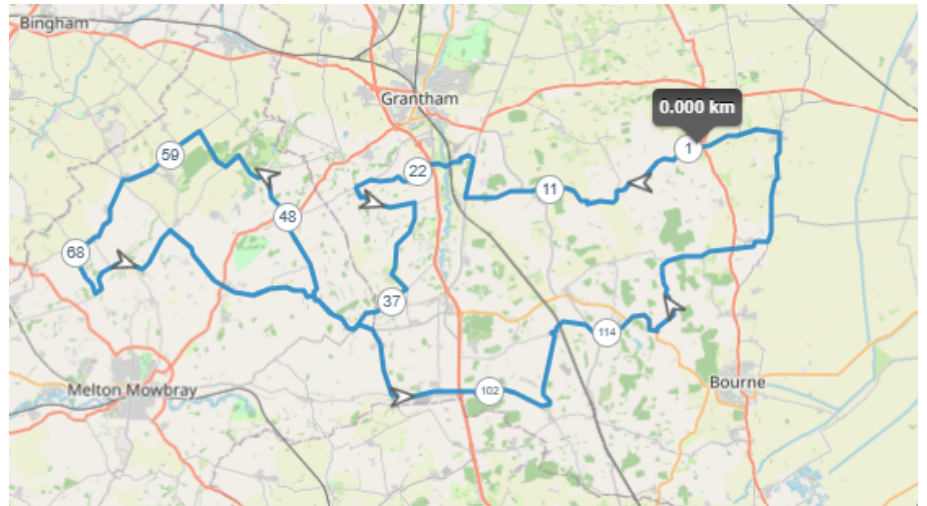 Bingham
Grantham
0.000 km
1
59
22
11
48
68
37
114
102
Melton Mowbray
Bourne